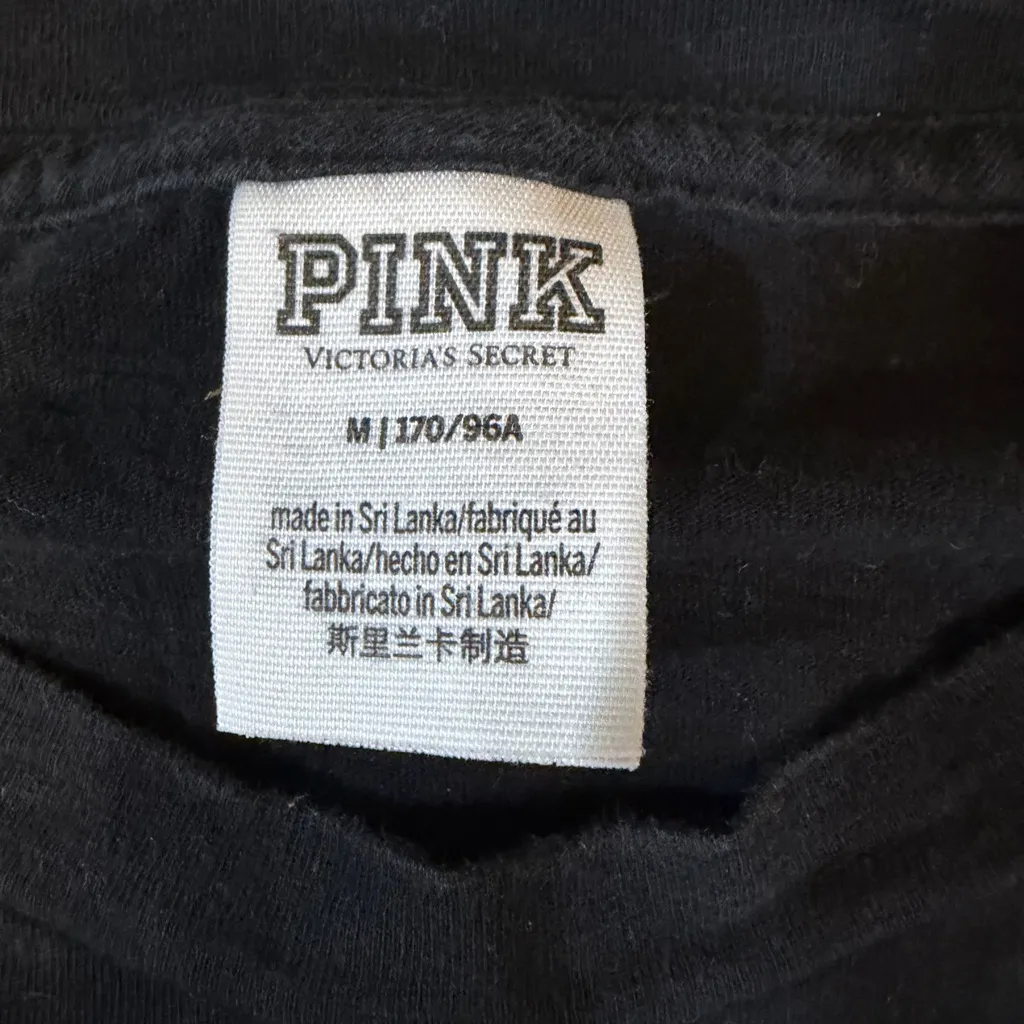 PINK
VICTORIA'S SECRET
M | 170/96A
made in Sri Lanka/fabriqué au
Sri Lanka/hecho en Sri Lanka/
fabbricato in Sri Lanka/
斯里兰卡制造